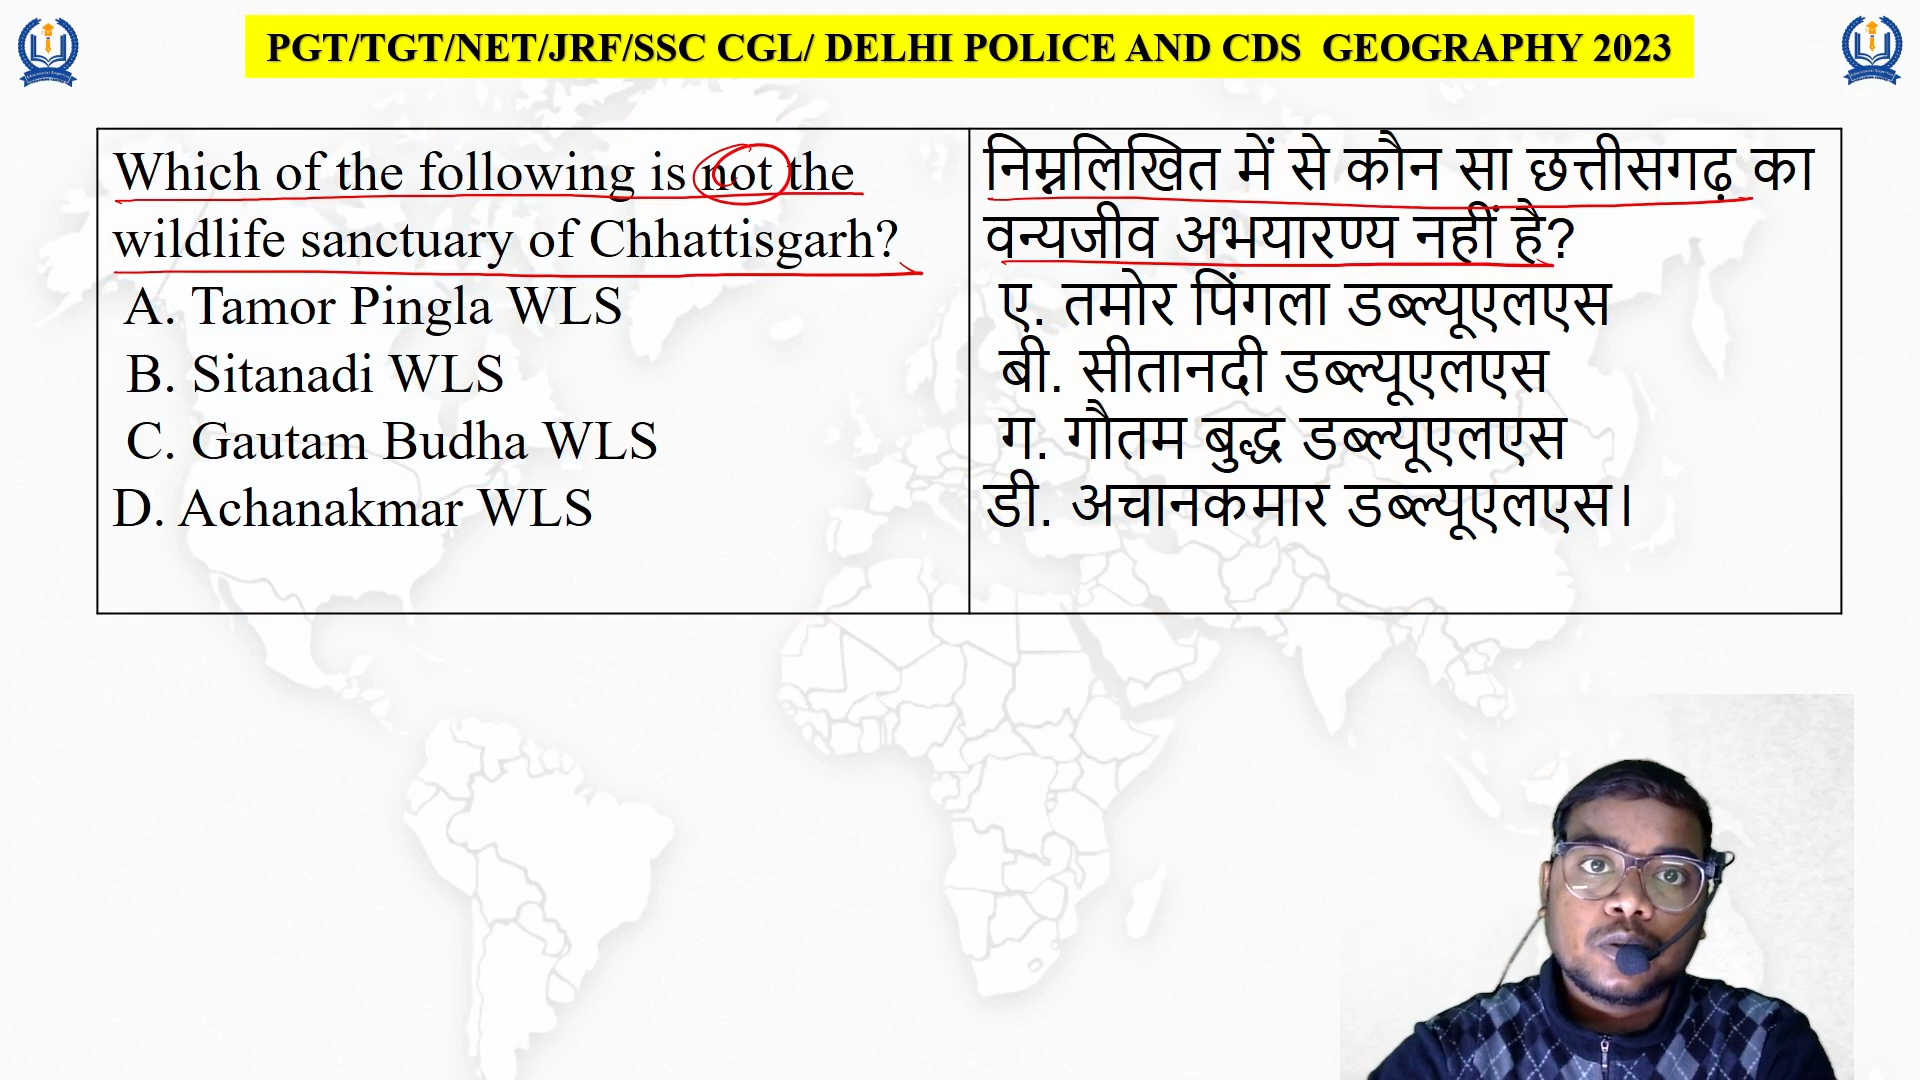 PGT/TGT/NET/JRF/SSC CGL/ DELHI POLICE AND CDS GEOGRAPHY 2023
Which of the following is not the
wildlife sanctuary of Chhattisgarh?
A. Tamor Pingla WLS
B. Sitanadi WLS
C. Gautam Budha WLS
D. Achanakmar WLS
निम्नलिखित में से कौन सा छत्तीसगढ़ का
वन्यजीव अभयारण्य नहीं है?
ए. तमोर पिंगला डब्ल्यूएलएस
बी. सीतानदी डब्ल्यूएलएस
ग. गौतम बुद्ध डब्ल्यूएलएस
डी. अचानकमार डब्ल्यूएलएस।